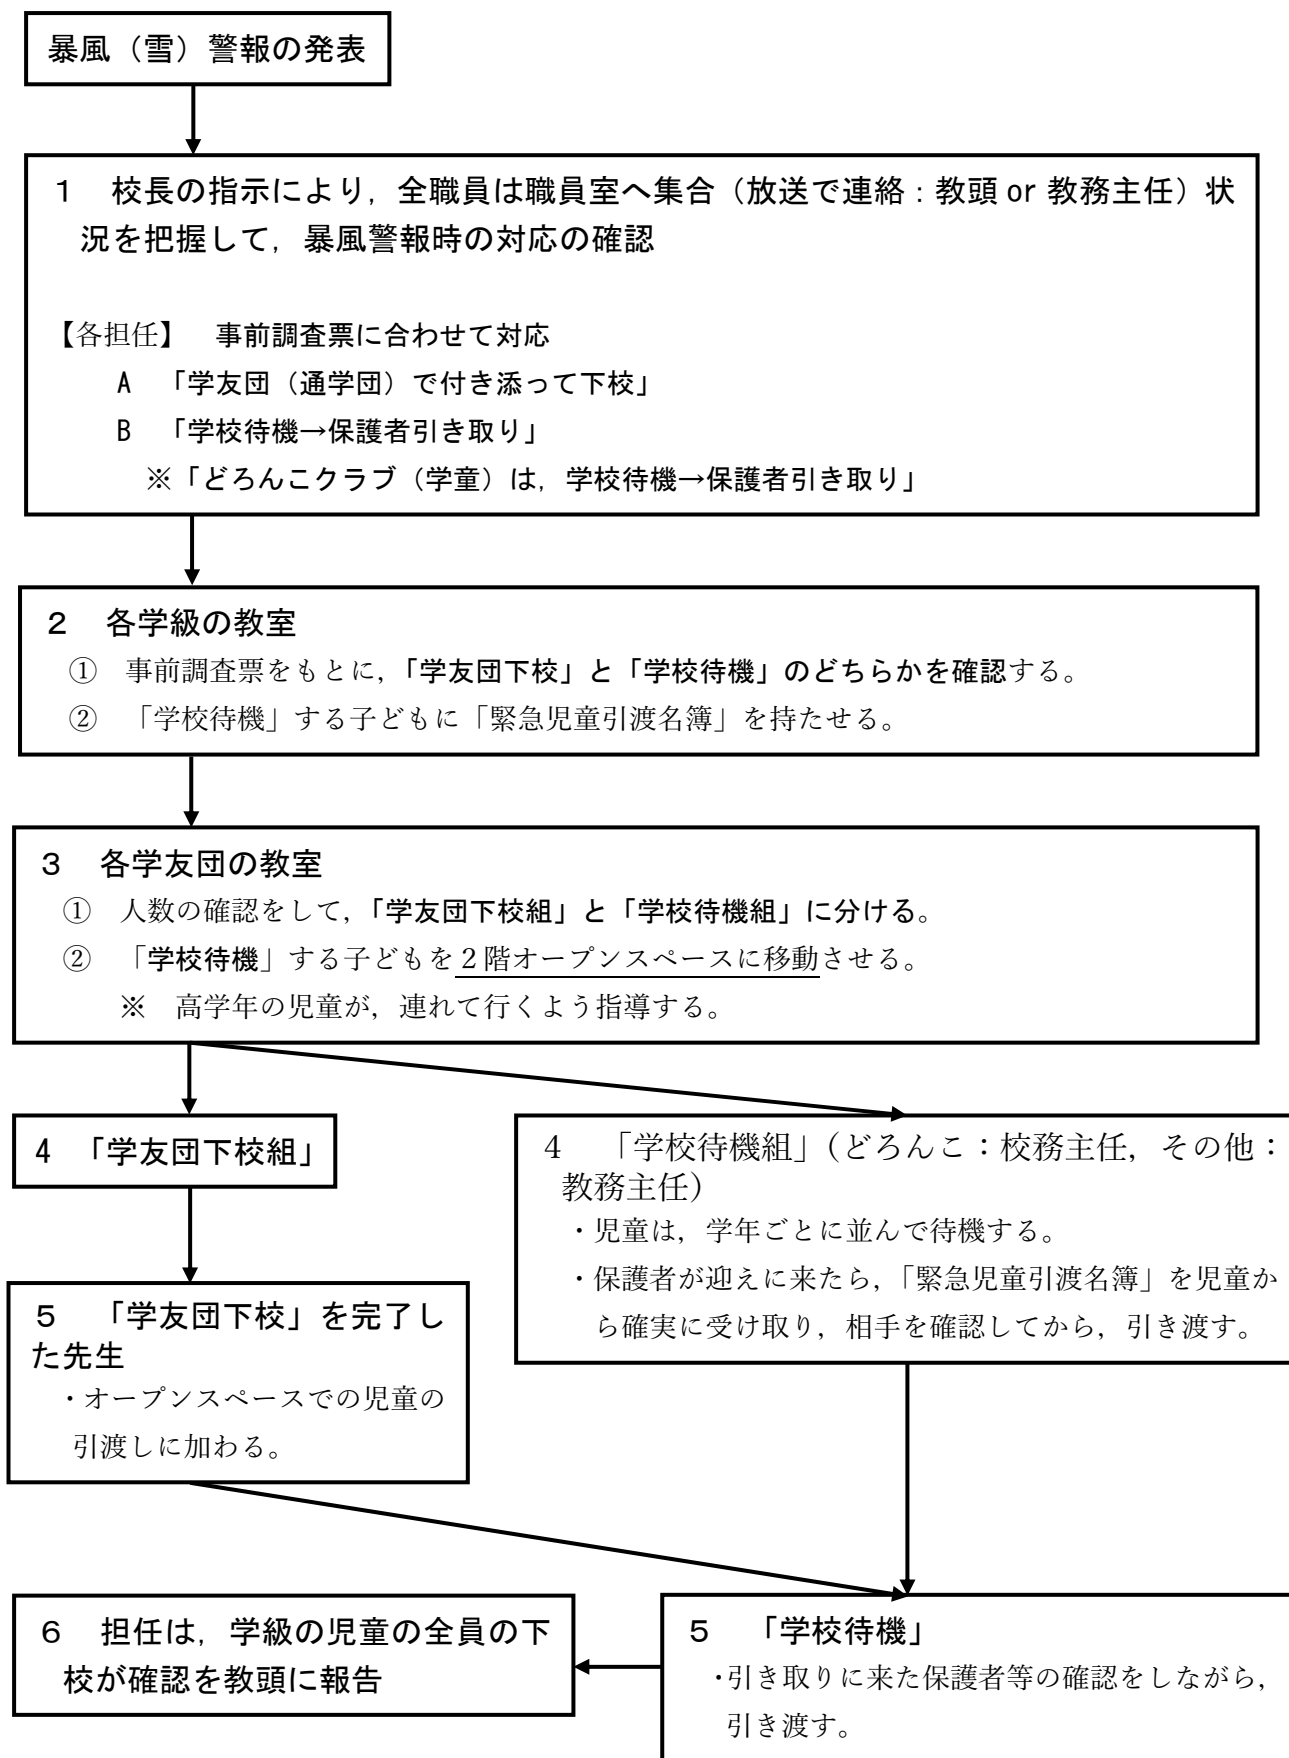 暴風（雪）警報の発表
１　校長の指示により，全職員は職員室へ集合（放送で連絡：教頭 or 教務主任）状
況を把握して，暴風警報時の対応の確認
【各担任】　事前調査票に合わせて対応
A　「学友団（通学団）で付き添って下校」
B　「学校待機→保護者引き取り」
※「どろんこクラブ（学童）は，学校待機→保護者引き取り」
２　各学級の教室
①　事前調査票をもとに，「学友団下校」と「学校待機」のどちらかを確認する。
②　「学校待機」する子どもに「緊急児童引渡名簿」を持たせる。
３　各学友団の教室
①　人数の確認をして，「学友団下校組」と「学校待機組」に分ける。
②　「学校待機」する子どもを２階オープンスペースに移動させる。
※　高学年の児童が，連れて行くよう指導する。
4　「学友団下校組」
４　「学校待機組」（どろんこ：校務主任，その他：
教務主任）
・児童は，学年ごとに並んで待機する。
・保護者が迎えに来たら，「緊急児童引渡名簿」を児童か
ら確実に受け取り，相手を確認してから，引き渡す。
５　「学友団下校」を完了し
た先生
・オープンスペースでの児童の
引渡しに加わる。
５　「学校待機」
・引き取りに来た保護者等の確認をしながら，
引き渡す。
６　担任は，学級の児童の全員の下
校が確認を教頭に報告